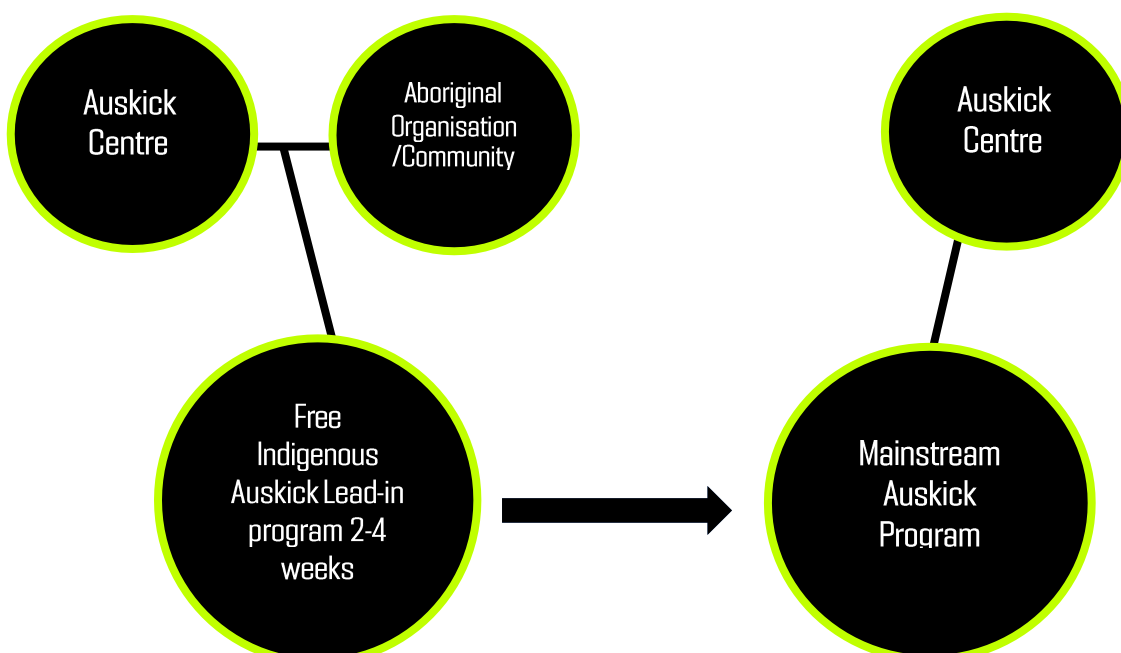 Auskick
Centre
Aboriginal
Organisation
/Community
Auskick
Centre
Free
Indigenous
Auskick Lead-in
program 2-4
weeks
Mainstream
Auskick
Program